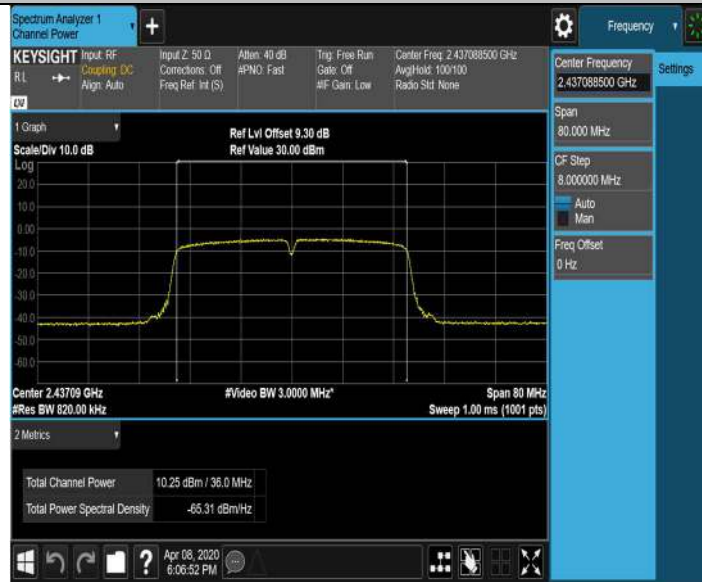 Spectrum Analyzer 1
Channel Power
+
Frequency
KEYSIGHT
RL
Input: RF
Coupling: DC
Align: Auto
Input Z: 50 Ω
Corrections: Off
Freq Ref: Int (S)
Atten: 40 dB
#PNO: Fast
Trig: Free Run
Gate: Off
#IF Gain: Low
Center Freq: 2.437088500 GHz
Avg|Hold: 100/100
Radio Std: None
Center Frequency
2.437088500 GHz
Settings
Span
80.000 MHz
CF Step
8.000000 MHz
Auto
Man
Freq Offset
0 Hz
1 Graph
Scale/Div 10.0 dB
Ref Lvl Offset 9.30 dB
Ref Value 30.00 dBm
Log
20.0
10.0
0.00
-10.0
-20.0
-30.0
-40.0
-50.0
-60.0
Center 2.43709 GHz
#Video BW 3.0000 MHz*
Span 80 MHz
#Res BW 820.00 kHz
Sweep 1.00 ms (1001 pts)
2 Metrics
Total Channel Power 10.25 dBm / 36.0 MHz
Total Power Spectral Density -65.31 dBm/Hz
?
Apr 08, 2020
6:06:52 PM